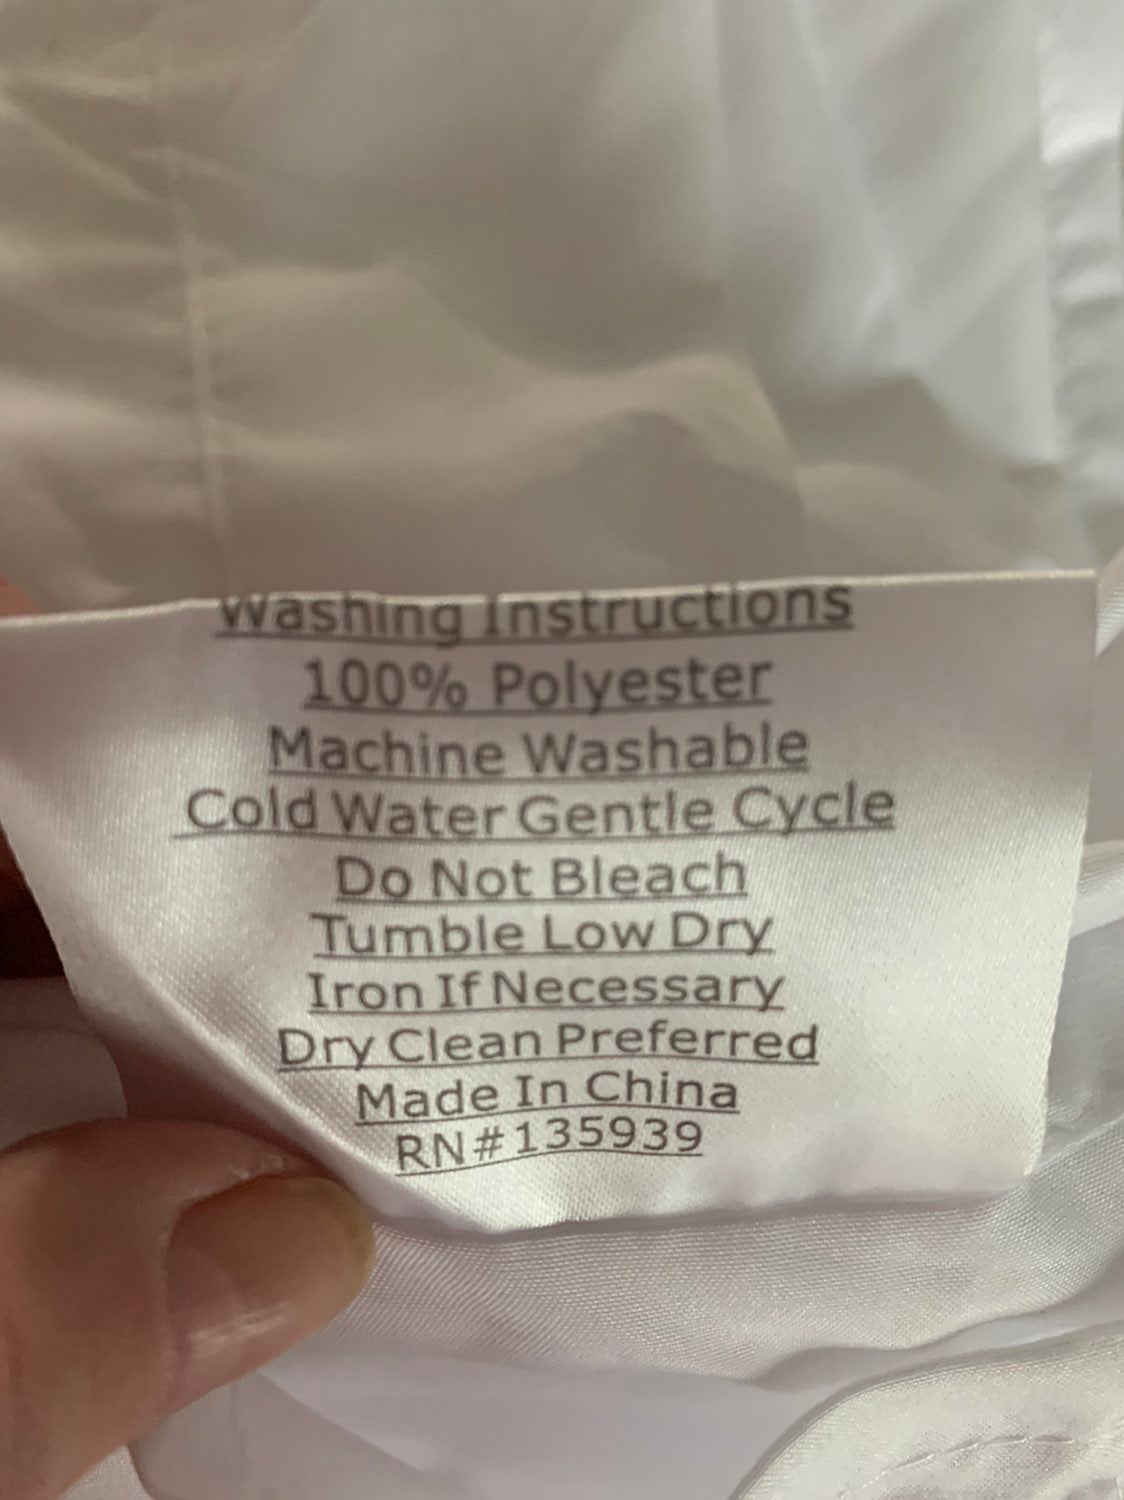 Washing Instructions
100% Polyester
Machine Washable
Cold Water Gentle Cycle
Do Not Bleach
Tumble Low Dry
Iron If Necessary
Dry Clean Preferred
Made In China
RN#135939